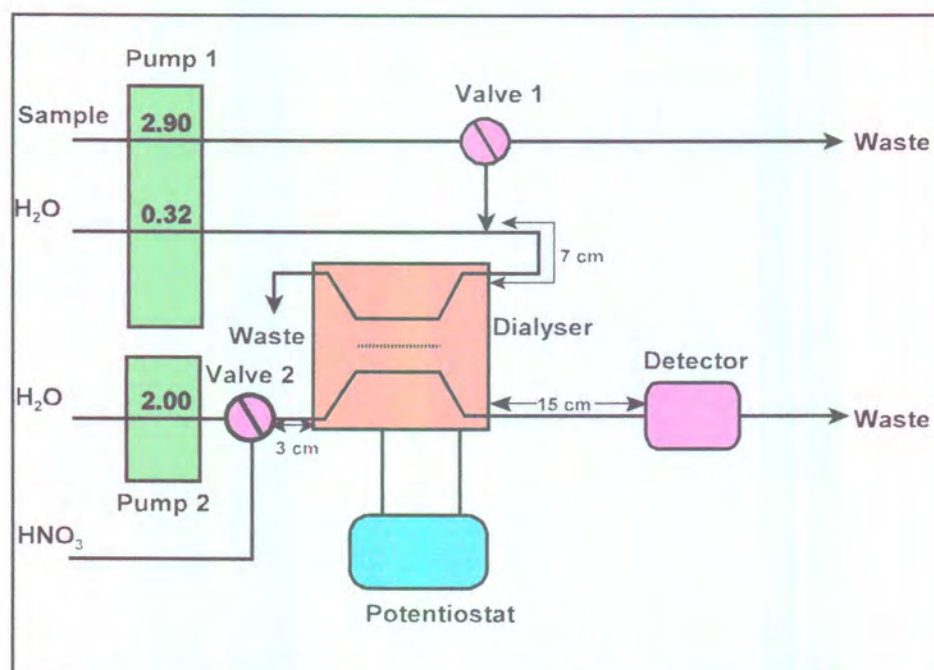 Pump 1
Sample
2.90
Valve 1
Waste
H₂O
0.32
7 cm
Waste
Dialyser
Valve 2
Detector
H₂O
2.00
3 cm
15 cm
Waste
Pump 2
HNO₃
Potentiostat